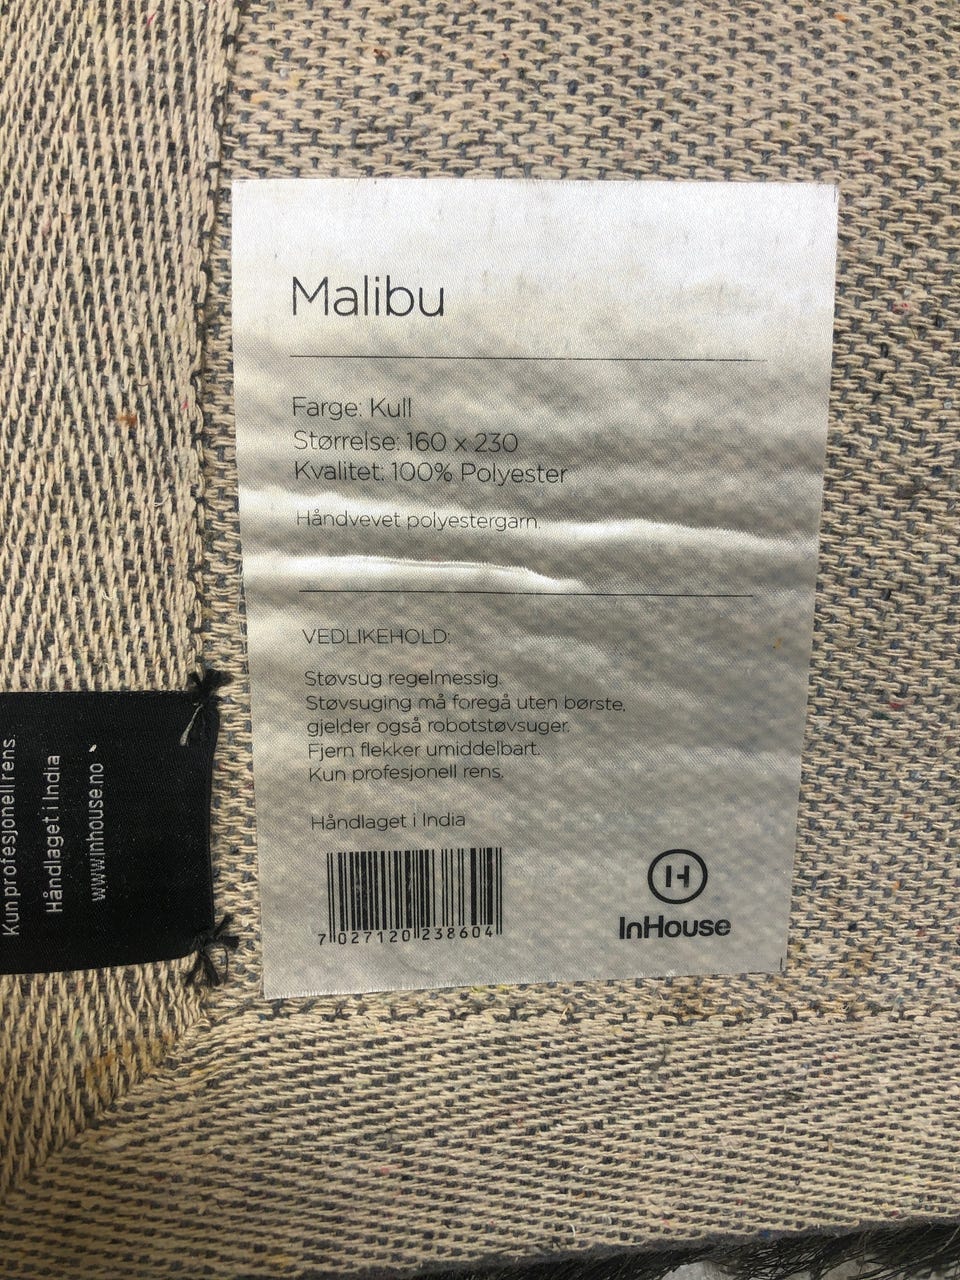 Malibu
Farge: Kull
Størrelse: 160 x 230
Kvalitet: 100% Polyester
Håndvevet polyestergarn.
VEDLIKEHOLD:
Støvsug regelmessig.
Støvsuging må foregå uten børste,
gjelder også robotstøvsuger.
Fjern flekker umiddelbart.
Kun profesjonell rens.
Håndlaget i India
7 027120 238604
H
InHouse
Kun profesjonell rens.
Håndlaget i India
www.inhouse.no